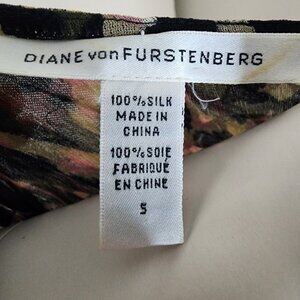 DIANE von FURSTENBERG
100% SILK
MADE IN
CHINA
100% SOIE
FABRIQUÉ
EN CHINE
S